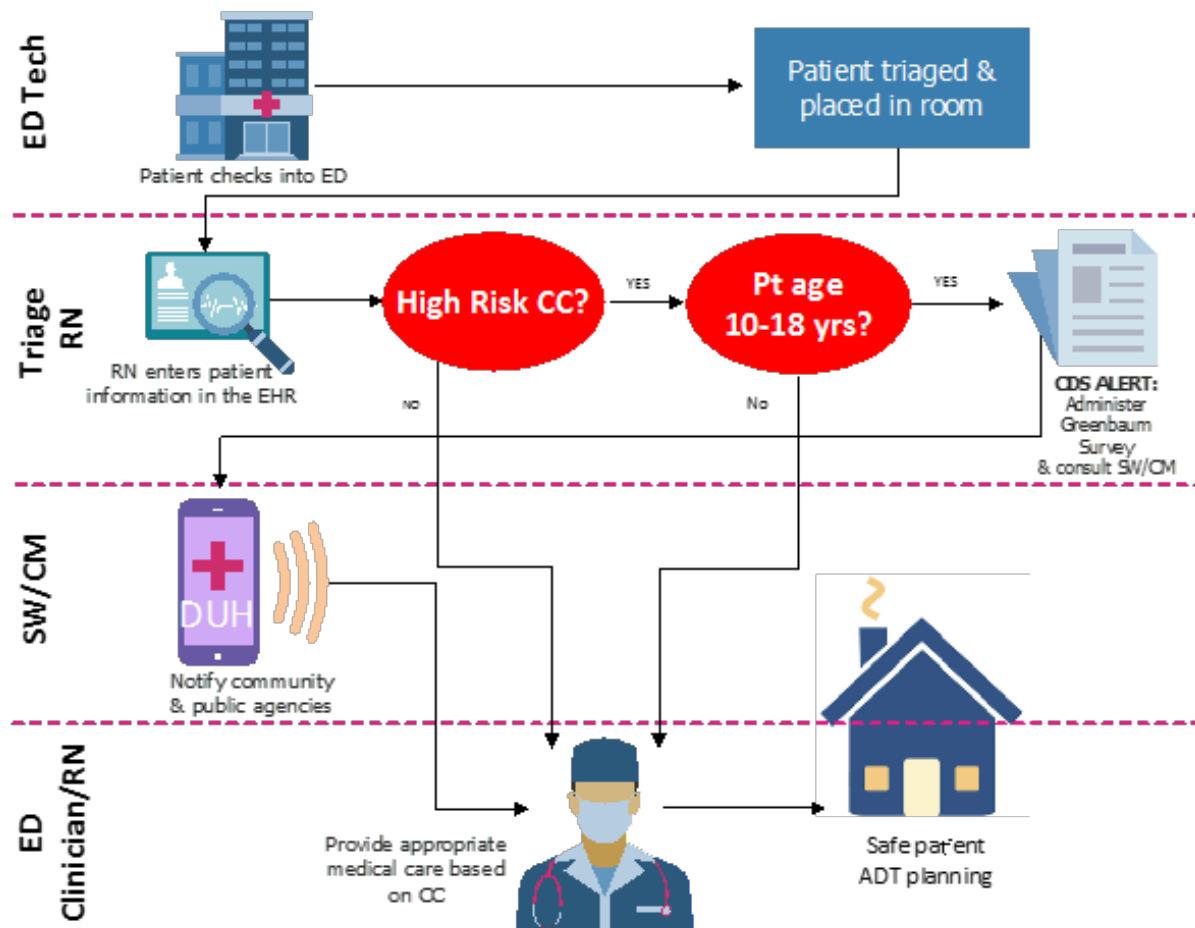 ED Tech
Patient checks into ED
Patient triaged &
placed in room
Triage
RN
RN enters patient
information in the EHR
High Risk CC?
YES
NO
Pt age
10-18 yrs?
YES
No
CDS ALERT:
Administer
Greenbaum
Survey
& consult SW/CM
SW/CM
DUH
Notify community
& public agencies
ED
Clinician/RN
Provide appropriate
medical care based
on CC
Safe patient
ADT planning